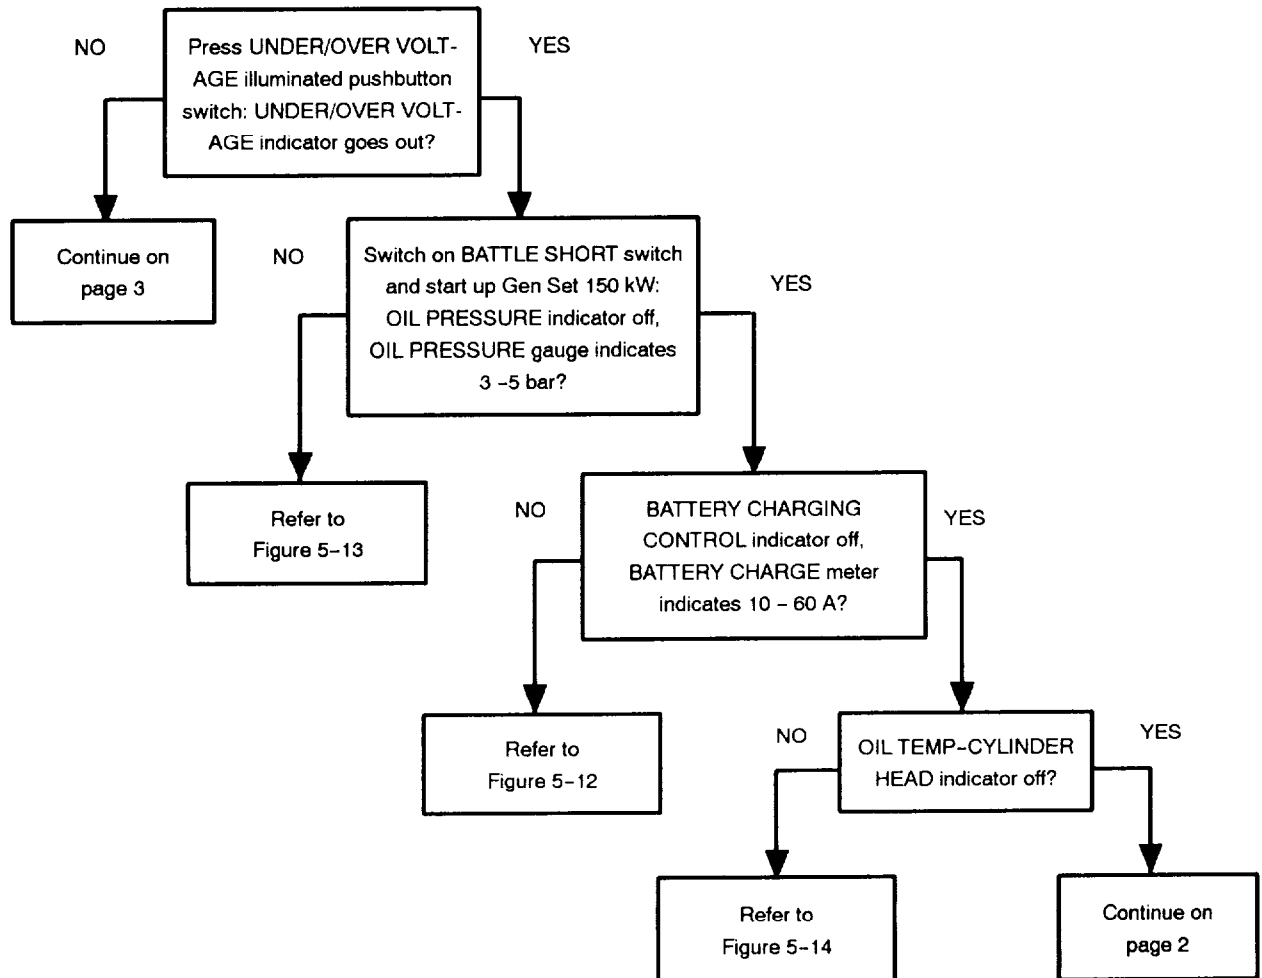 NO
Press UNDER/OVER VOLT-
AGE illuminated pushbutton
switch: UNDER/OVER VOLT-
AGE indicator goes out?
YES
Continue on
page 3
NO
Switch on BATTLE SHORT switch
and start up Gen Set 150 kW:
OIL PRESSURE indicator off,
OIL PRESSURE gauge indicates
3 –5 bar?
YES
Refer to
Figure 5–13
NO
BATTERY CHARGING
CONTROL indicator off,
BATTERY CHARGE meter
indicates 10 – 60 A?
YES
Refer to
Figure 5–12
NO
OIL TEMP–CYLINDER
HEAD indicator off?
YES
Refer to
Figure 5–14
Continue on
page 2